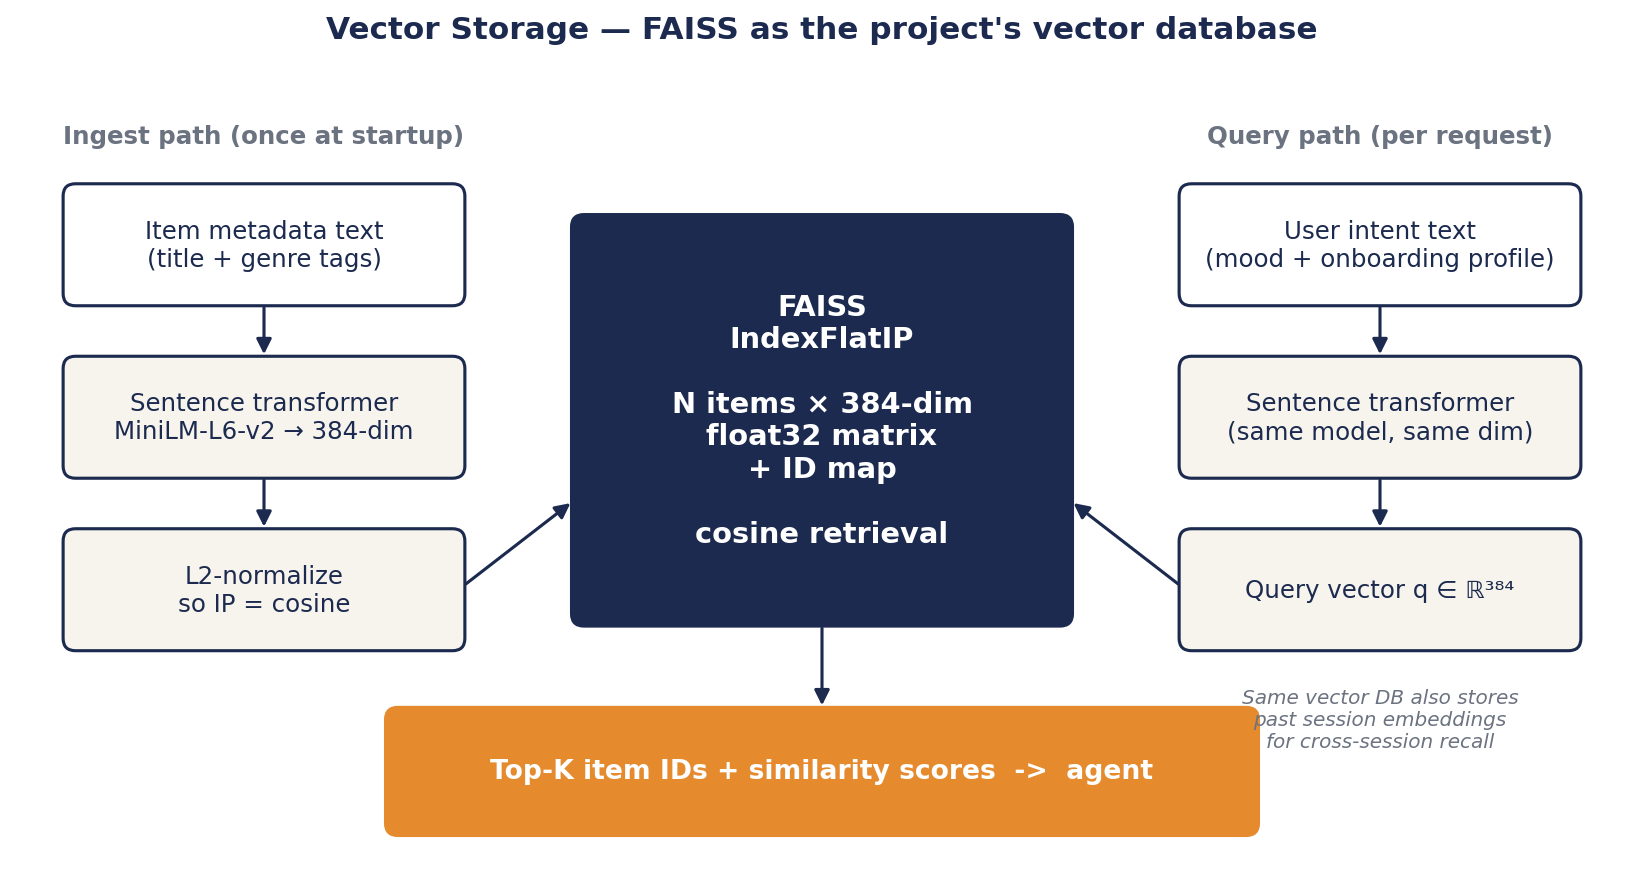 Vector Storage — FAISS as the project's vector database
Ingest path (once at startup)
Item metadata text
(title + genre tags)
Sentence transformer
MiniLM-L6-v2 → 384-dim
L2-normalize
so IP = cosine
FAISS
IndexFlatIP
N items × 384-dim
float32 matrix
+ ID map
cosine retrieval
Query path (per request)
User intent text
(mood + onboarding profile)
Sentence transformer
(same model, same dim)
Query vector q ∈ ℝ³⁸⁴
Same vector DB also stores
past session embeddings
for cross-session recall
Top-K item IDs + similarity scores  ->  agent